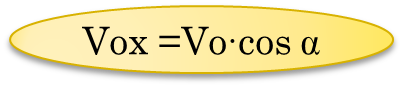 Vox =Vo·cos α